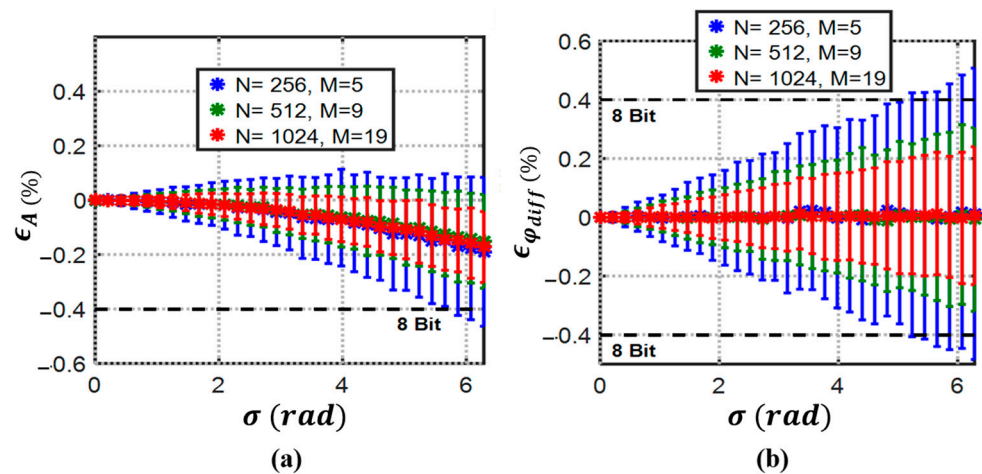 N= 256, M=5
N= 512, M=9
N= 1024, M=19
0.4
0.2
0
-0.2
-0.4
-0.6
8 Bit
0 2 4 6
ϵA (%)
σ (rad)
(a)
N= 256, M=5
N= 512, M=9
N= 1024, M=19
0.6
0.4
0.2
0
-0.2
-0.4
8 Bit
8 Bit
0 2 4 6
ϵφdiff (%)
σ (rad)
(b)